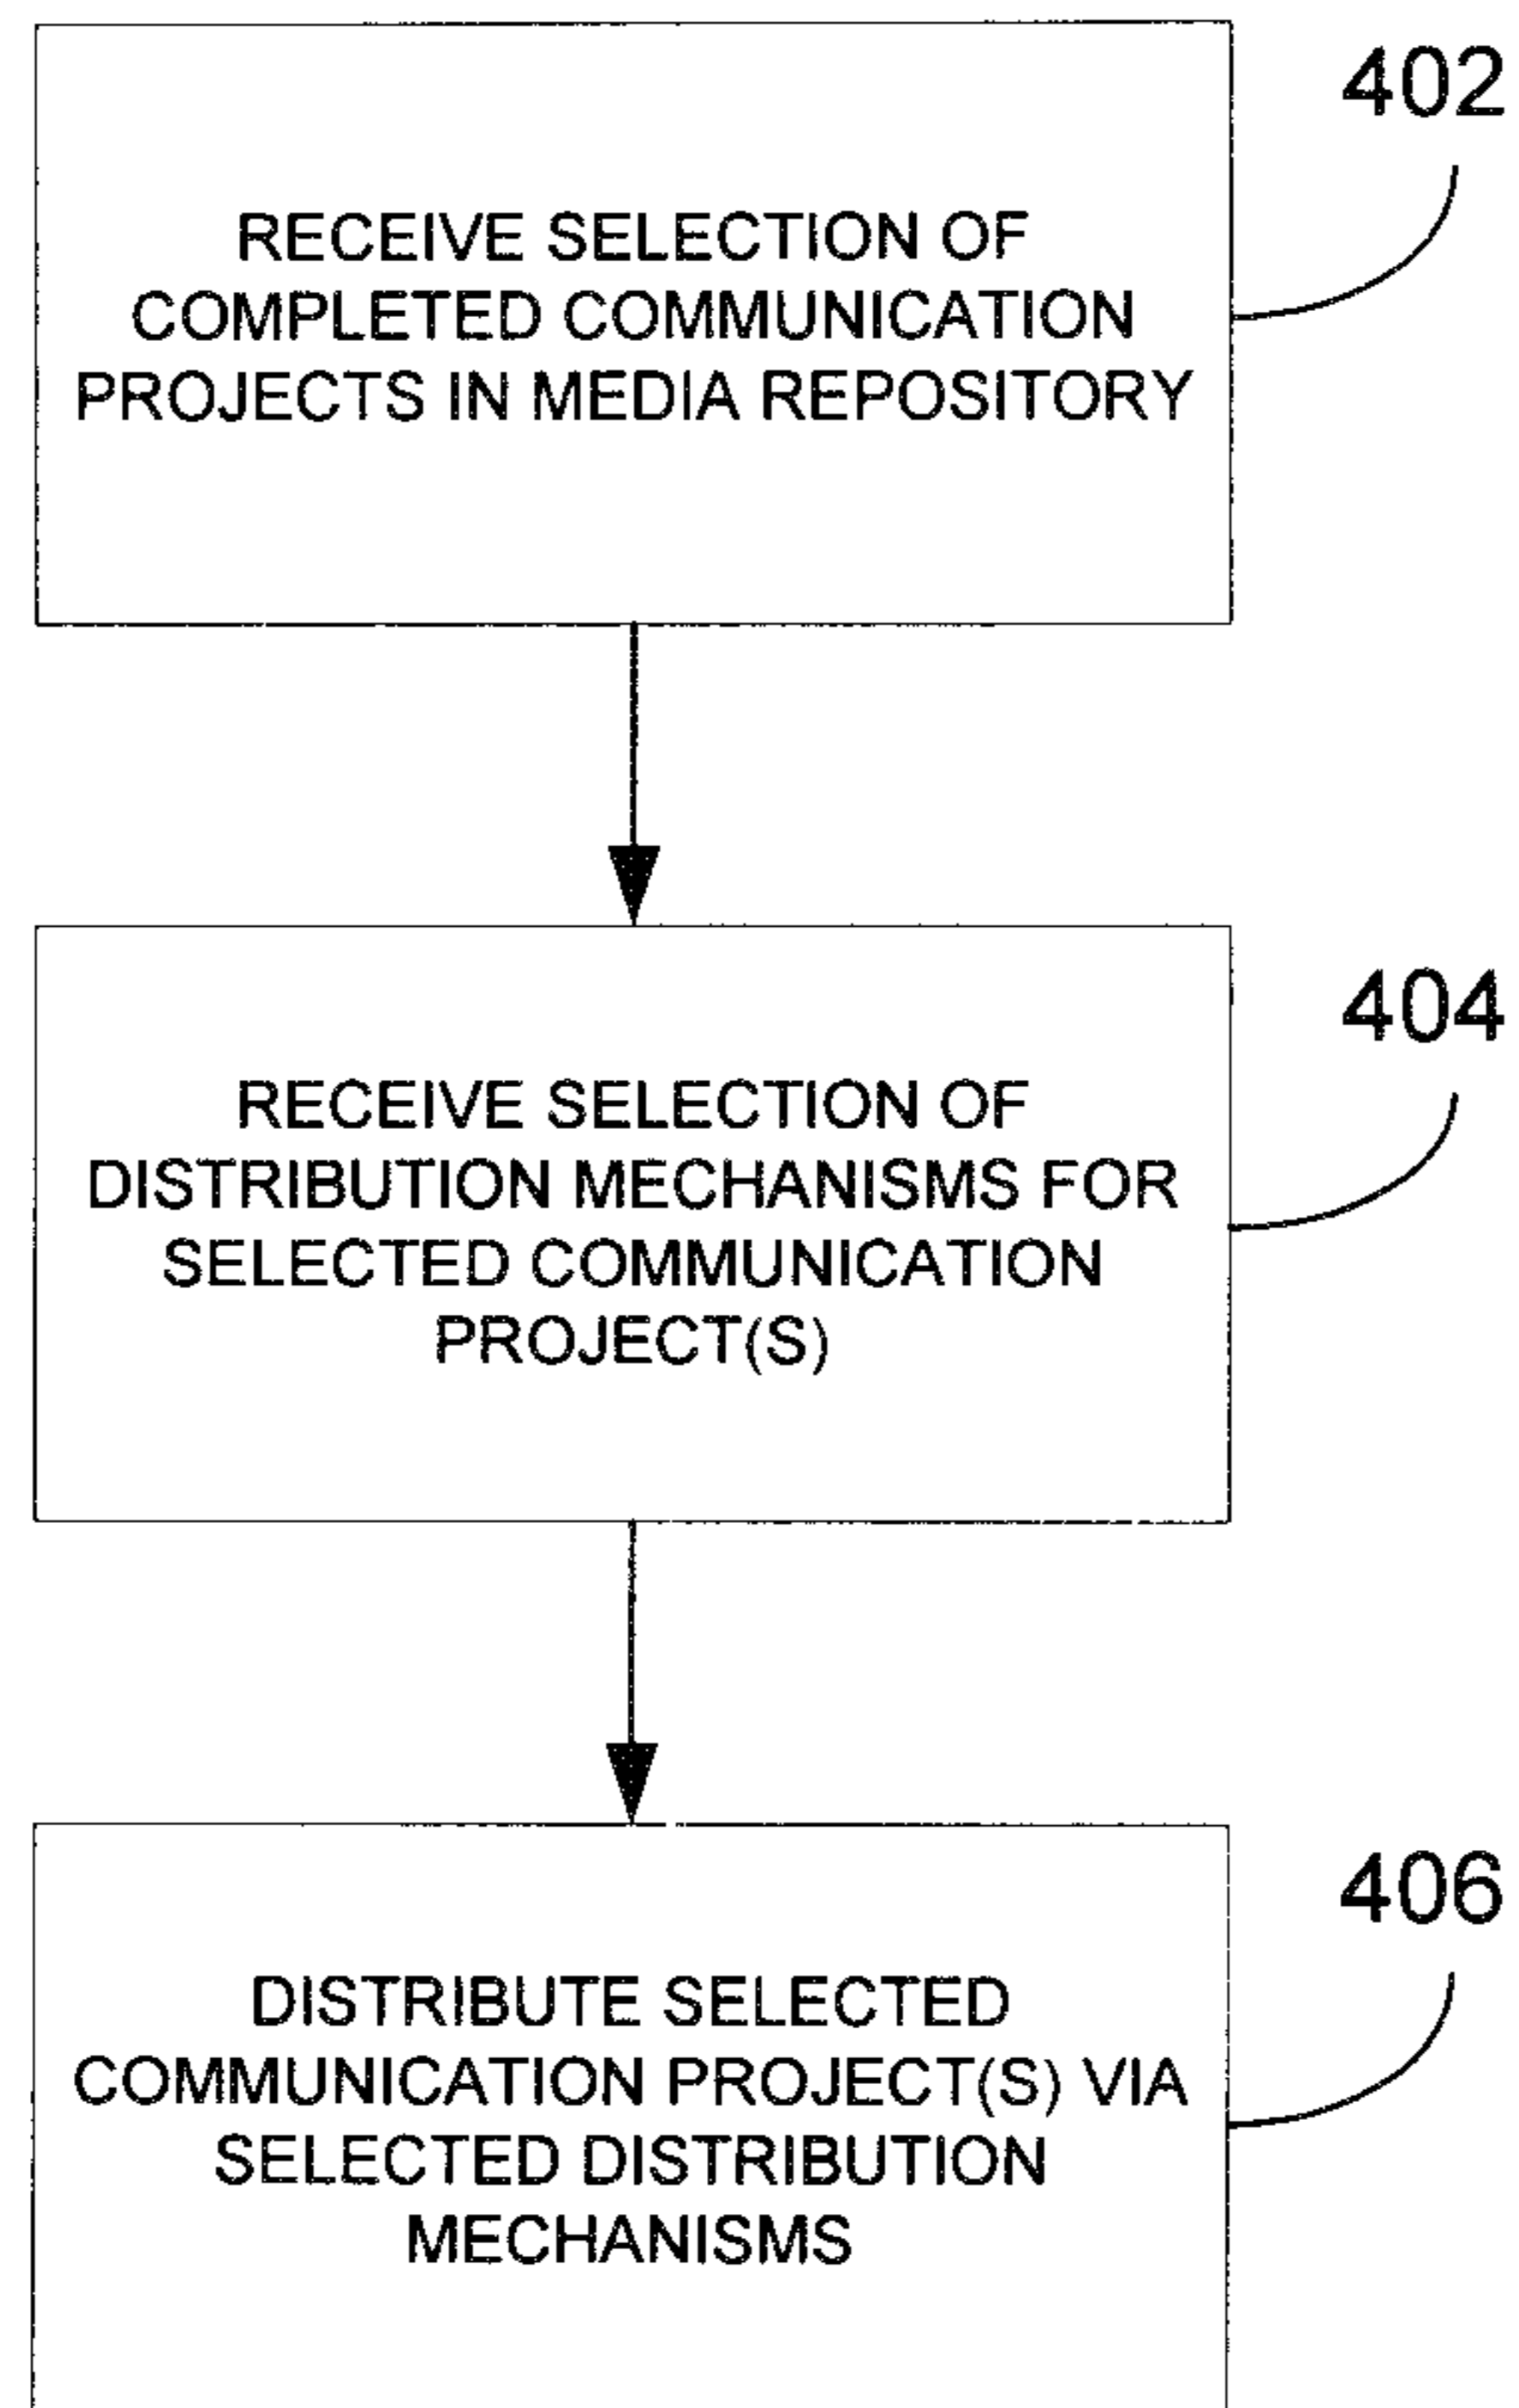 402
RECEIVE SELECTION OF
COMPLETED COMMUNICATION
PROJECTS IN MEDIA REPOSITORY
404
RECEIVE SELECTION OF
DISTRIBUTION MECHANISMS FOR
SELECTED COMMUNICATION
PROJECT(S)
406
DISTRIBUTE SELECTED
COMMUNICATION PROJECT(S) VIA
SELECTED DISTRIBUTION
MECHANISMS